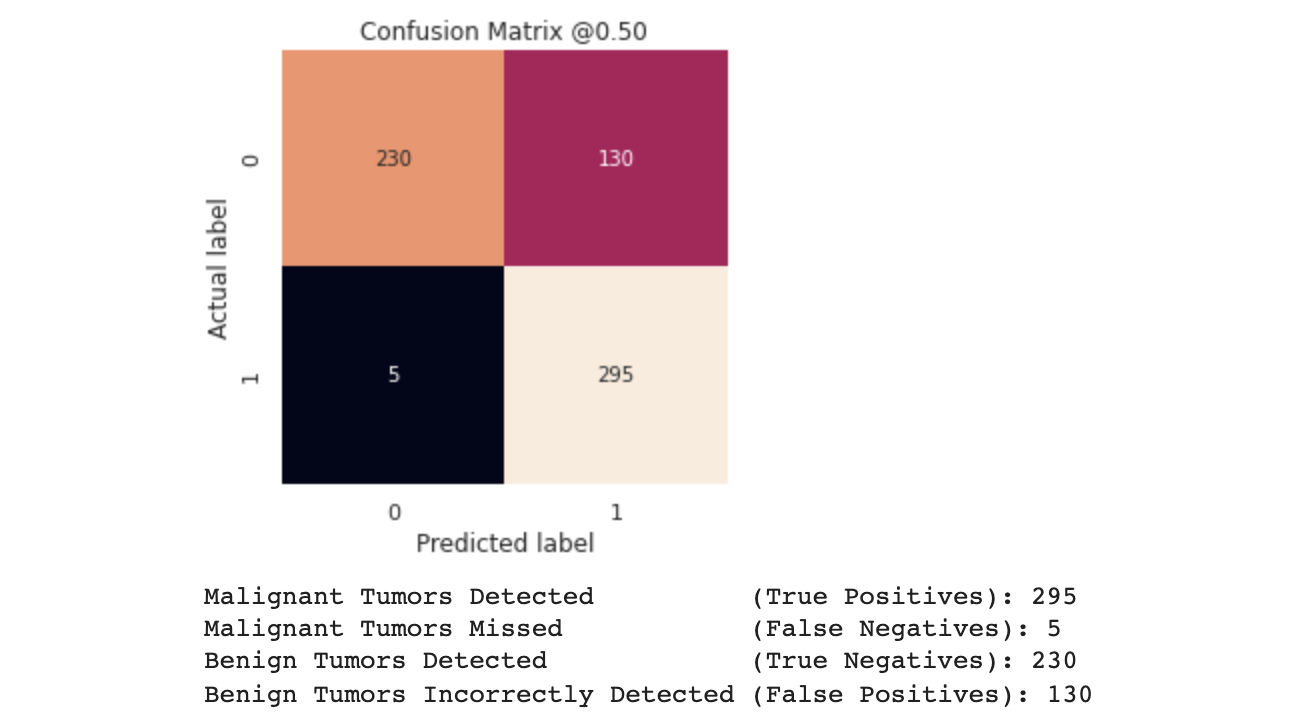 Confusion Matrix @0.50
Actual label
0
230
130
1
5
295
0 1
Predicted label
Malignant Tumors Detected (True Positives): 295
Malignant Tumors Missed (False Negatives): 5
Benign Tumors Detected (True Negatives): 230
Benign Tumors Incorrectly Detected (False Positives): 130